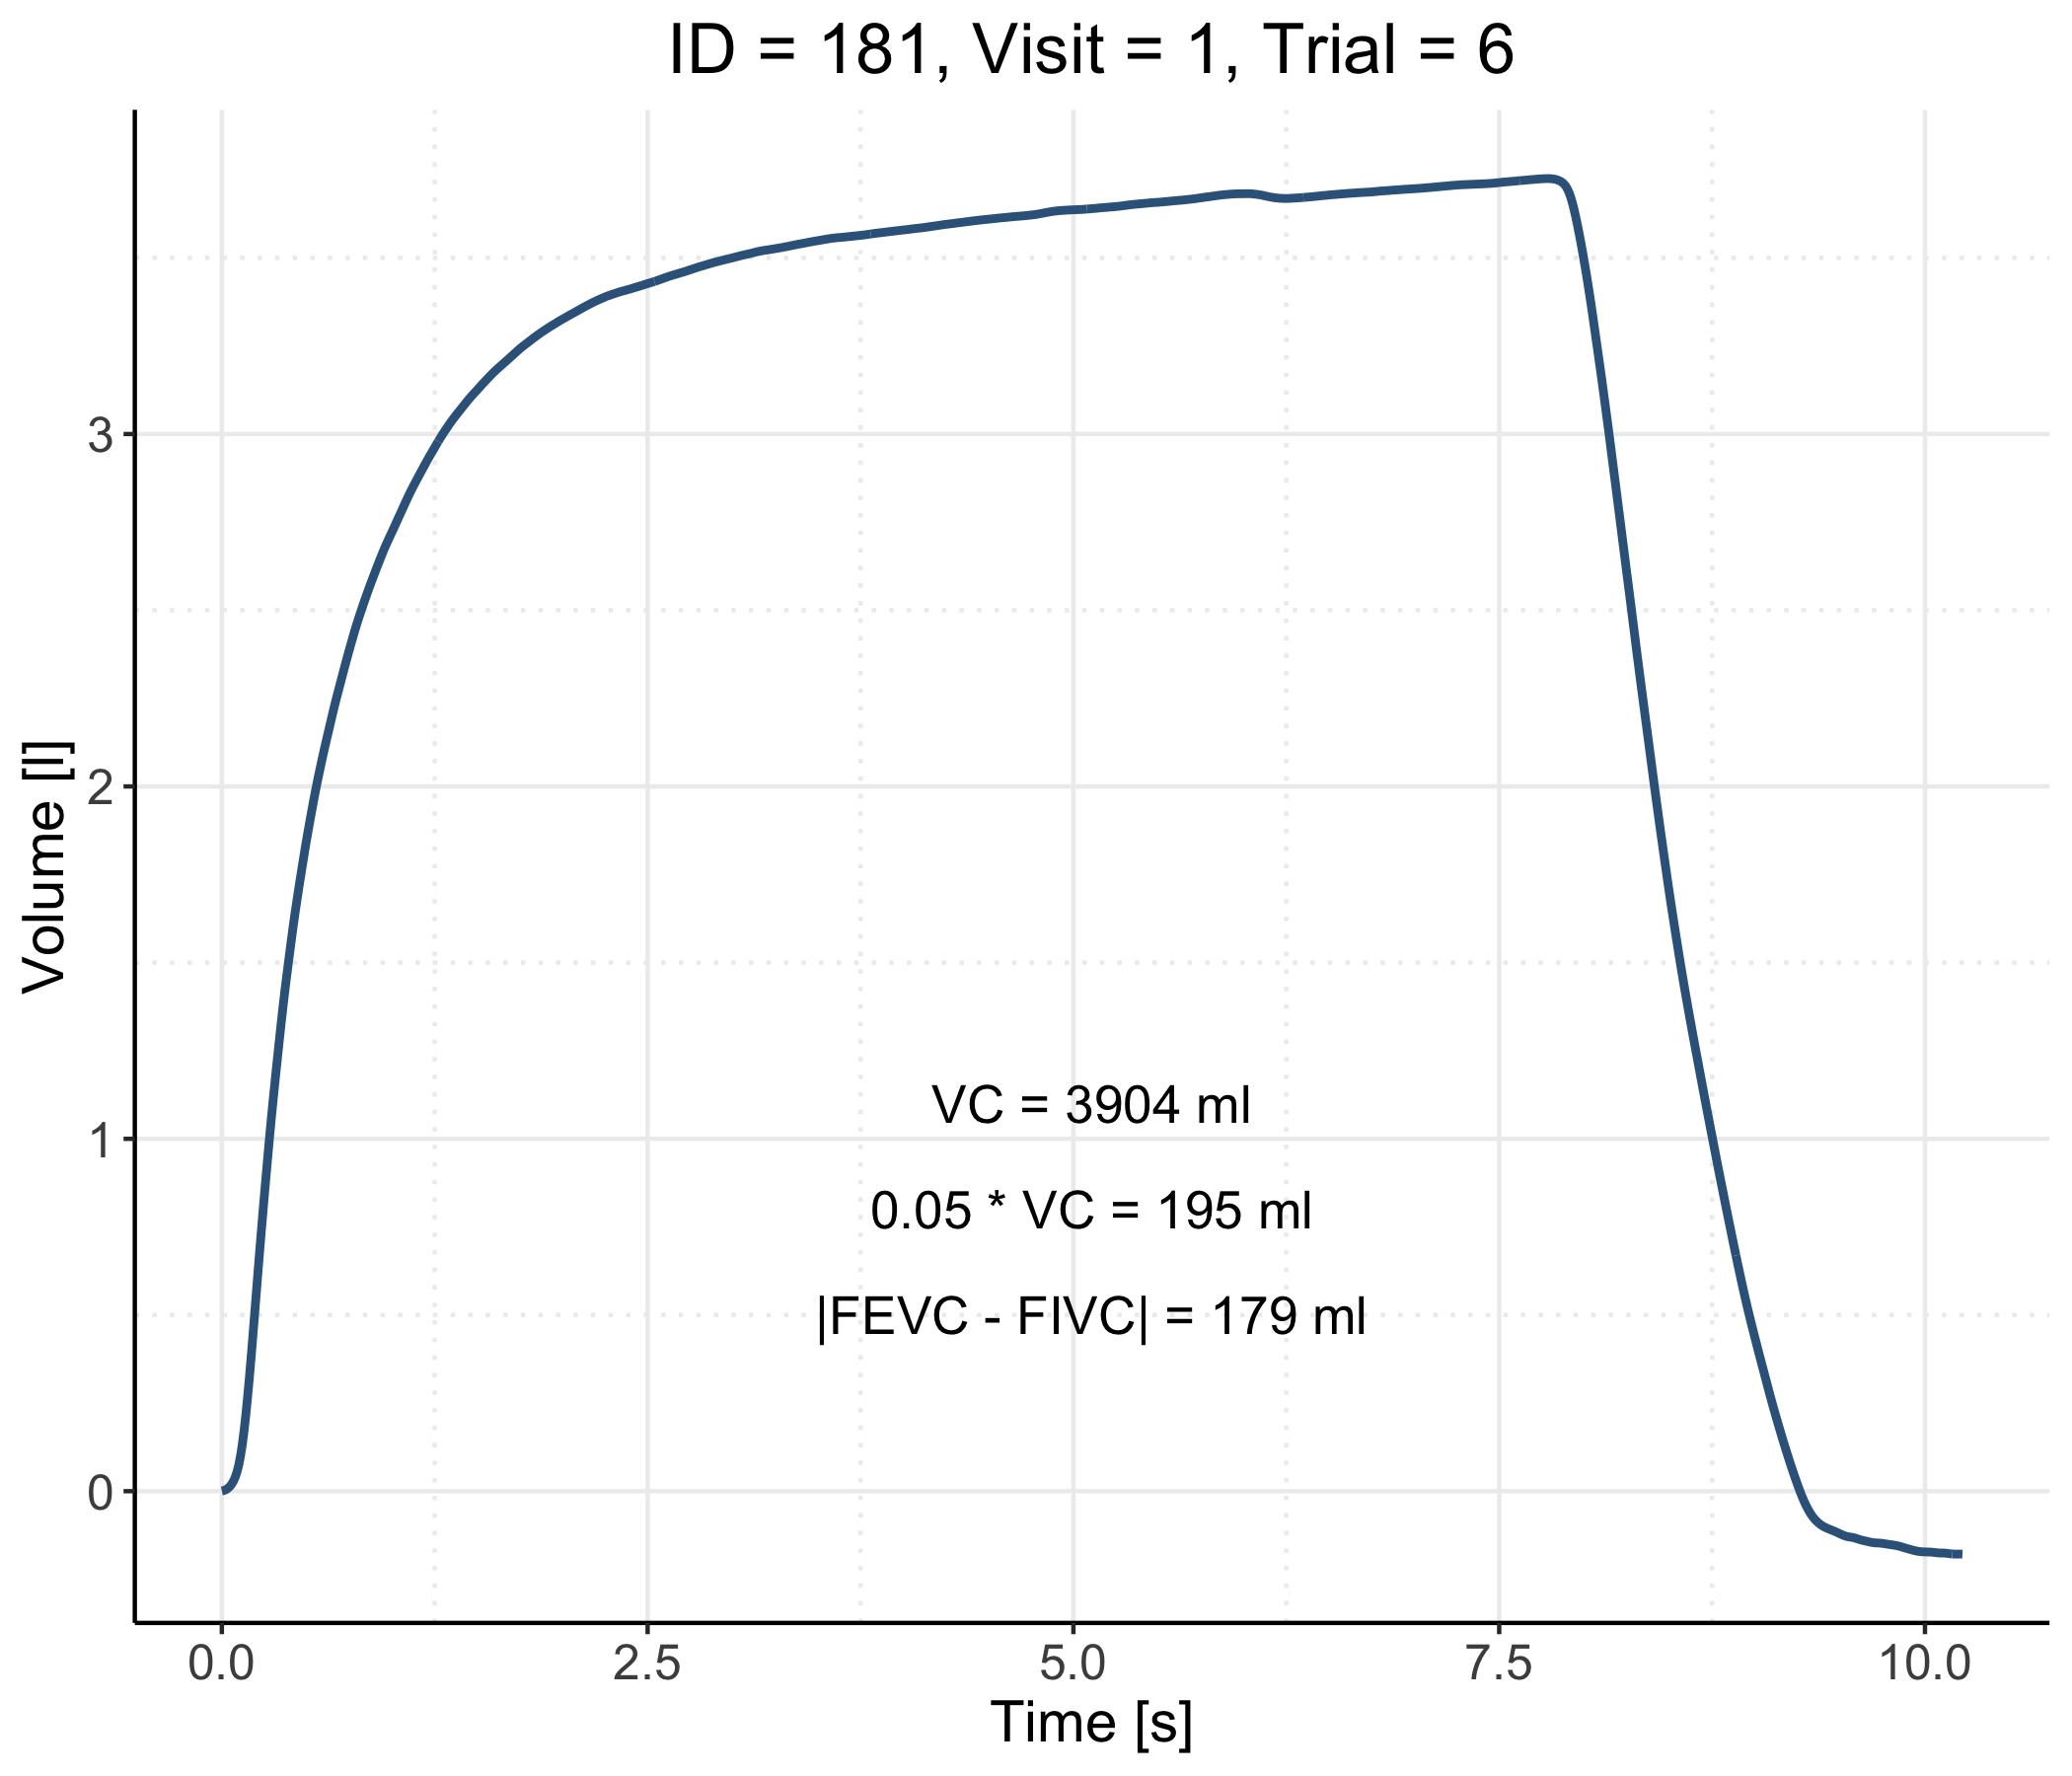 ID = 181, Visit = 1, Trial = 6
3
2
1
0
Volume [l]
VC = 3904 ml
0.05 * VC = 195 ml
|FEVC - FIVC| = 179 ml
0.0 2.5 5.0 7.5 10.0
Time [s]